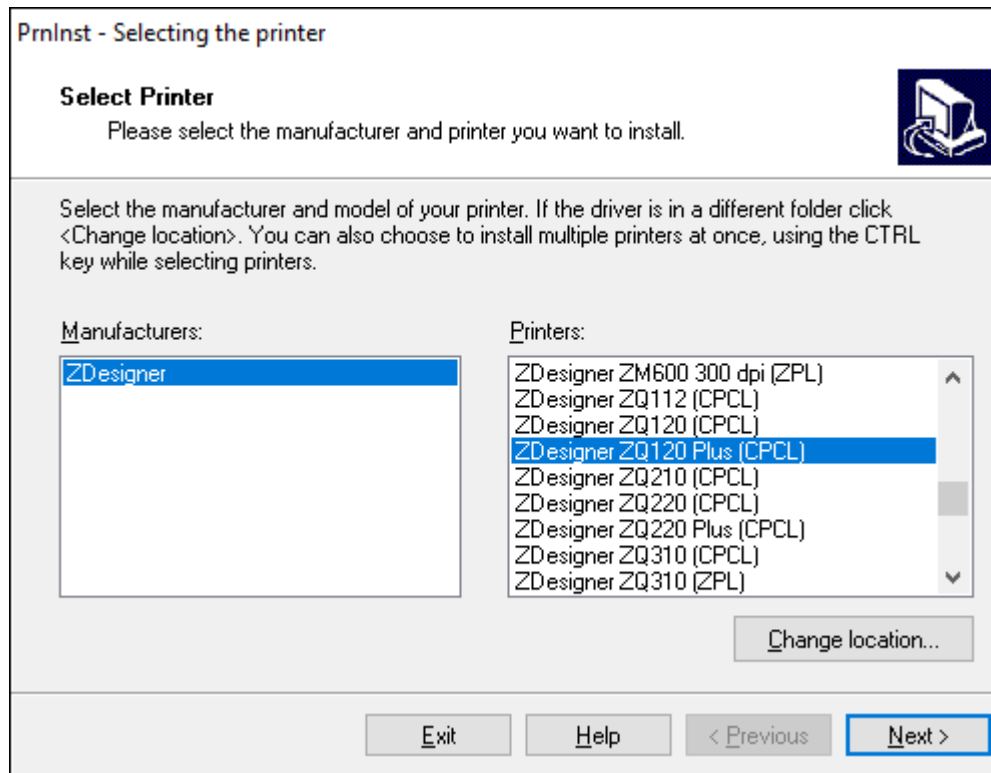 PrnInst - Selecting the printer
Select Printer
Please select the manufacturer and printer you want to install.
Select the manufacturer and model of your printer. If the driver is in a different folder click
<Change location>. You can also choose to install multiple printers at once, using the CTRL
key while selecting printers.
Manufacturers:
ZDesigner
Printers:
ZDesigner ZM600 300 dpi (ZPL)
ZDesigner ZQ112 (CPCL)
ZDesigner ZQ120 (CPCL)
ZDesigner ZQ120 Plus (CPCL)
ZDesigner ZQ210 (CPCL)
ZDesigner ZQ220 (CPCL)
ZDesigner ZQ220 Plus (CPCL)
ZDesigner ZQ310 (CPCL)
ZDesigner ZQ310 (ZPL)
Change location...
Exit
Help
< Previous
Next >